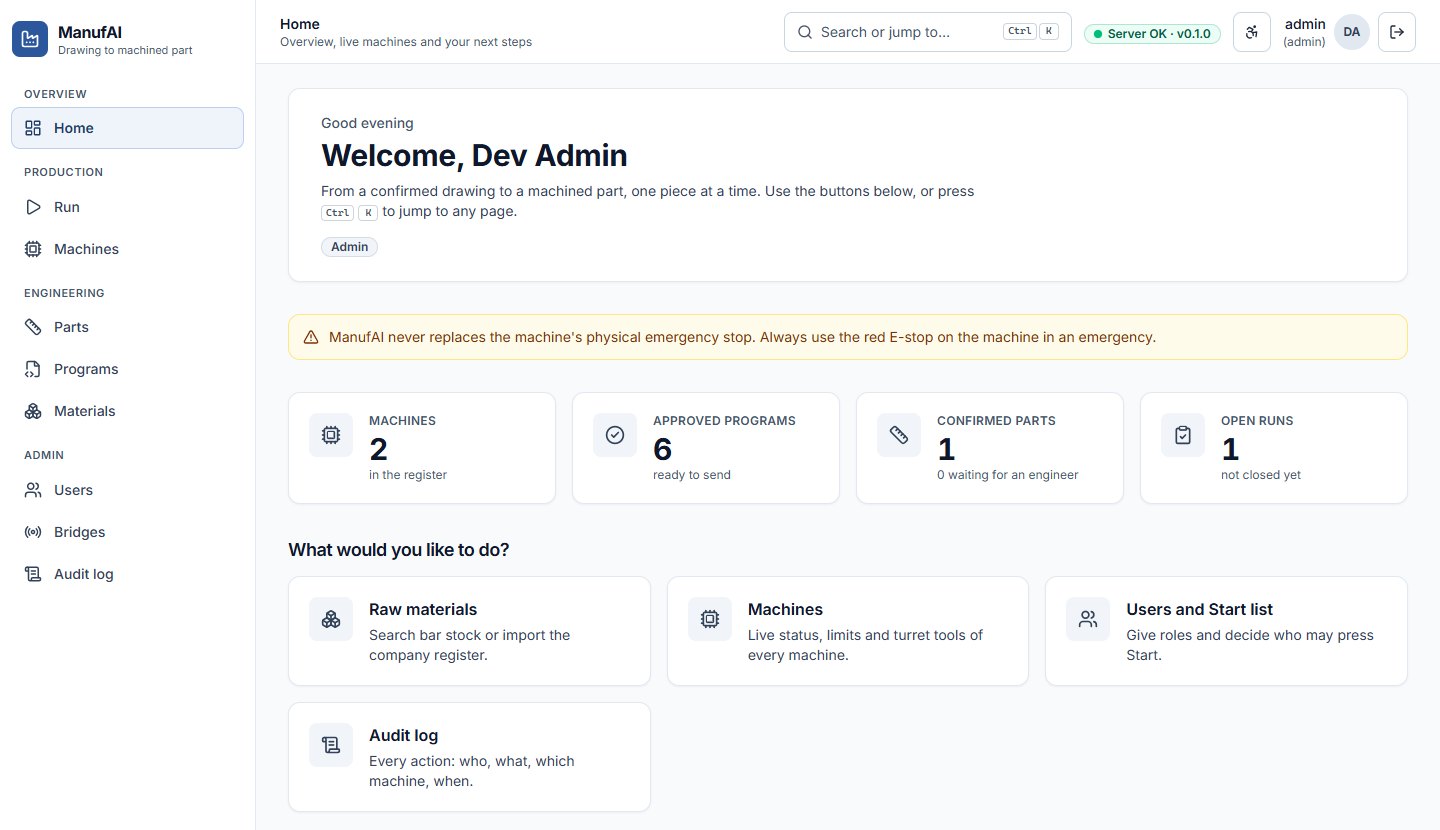 ManufAI
Drawing to machined part
OVERVIEW
Home
PRODUCTION
Run
Machines
ENGINEERING
Parts
Programs
Materials
ADMIN
Users
Bridges
Audit log
Home
Overview, live machines and your next steps
Search or jump to... Ctrl K
Server OK · v0.1.0
admin
(admin)
DA
Good evening
Welcome, Dev Admin
From a confirmed drawing to a machined part, one piece at a time. Use the buttons below, or press
Ctrl K to jump to any page.
Admin
ManufAI never replaces the machine's physical emergency stop. Always use the red E-stop on the machine in an emergency.
MACHINES
2
in the register
APPROVED PROGRAMS
6
ready to send
CONFIRMED PARTS
1
0 waiting for an engineer
OPEN RUNS
1
not closed yet
What would you like to do?
Raw materials
Search bar stock or import the
company register.
Machines
Live status, limits and turret tools of
every machine.
Users and Start list
Give roles and decide who may press
Start.
Audit log
Every action: who, what, which
machine, when.